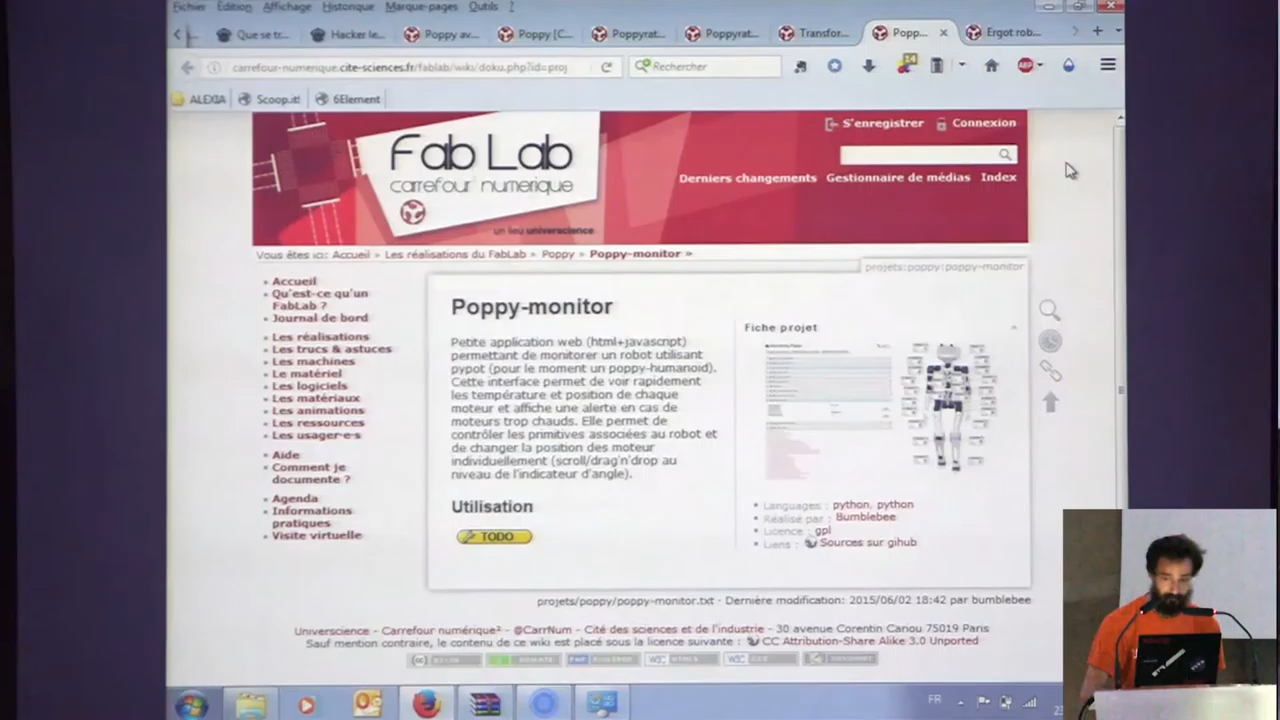 Fichier Edition Affichage Historique Marque-pages Outils ?
Que se tr... Hacker le... Poppy av... Poppy [C... Poppyrat... Poppyrat... Transfor... Popp... Ergot rob...
carrefour-numerique.cite-sciences.fr/fablab/wiki/doku.php?id=proj
Rechercher
ABP
ALEXIA Scoop.it! 6Element
Fab Lab
carrefour numerique
un lieu universcience
S'enregistrer Connexion
Derniers changements Gestionnaire de médias Index
Vous êtes ici: Accueil » Les réalisations du FabLab » Poppy » Poppy-monitor »
projets:poppy:poppy-monitor
Accueil
Qu'est-ce qu'un
FabLab ?
Journal de bord
Les réalisations
Les trucs & astuces
Les machines
Le matériel
Les logiciels
Les matériaux
Les animations
Les ressources
Les usager·e·s
Aide
Comment je
documente ?
Agenda
Informations
pratiques
Visite virtuelle
Poppy-monitor
Petite application web (html+javascript)
permettant de monitorer un robot utilisant
pypot (pour le moment un poppy-humanoid).
Cette interface permet de voir rapidement
les température et position de chaque
moteur et affiche une alerte en cas de
moteurs trop chauds. Elle permet de
contrôler les primitives associées au robot et
de changer la position des moteur
individuellement (scroll/drag'n'drop au
niveau de l'indicateur d'angle).
Utilisation
TODO
Fiche projet
Languages : python, python
Réalisé par : Bumblebee
Licence : gpl
Liens : Sources sur gihub
projets/poppy/poppy-monitor.txt · Dernière modification: 2015/06/02 18:42 par bumblebee
Universcience - Carrefour numérique² - @CarrNum - Cité des sciences et de l'industrie - 30 avenue Corentin Cariou 75019 Paris
Sauf mention contraire, le contenu de ce wiki est placé sous la licence suivante : CC Attribution-Share Alike 3.0 Unported
FR